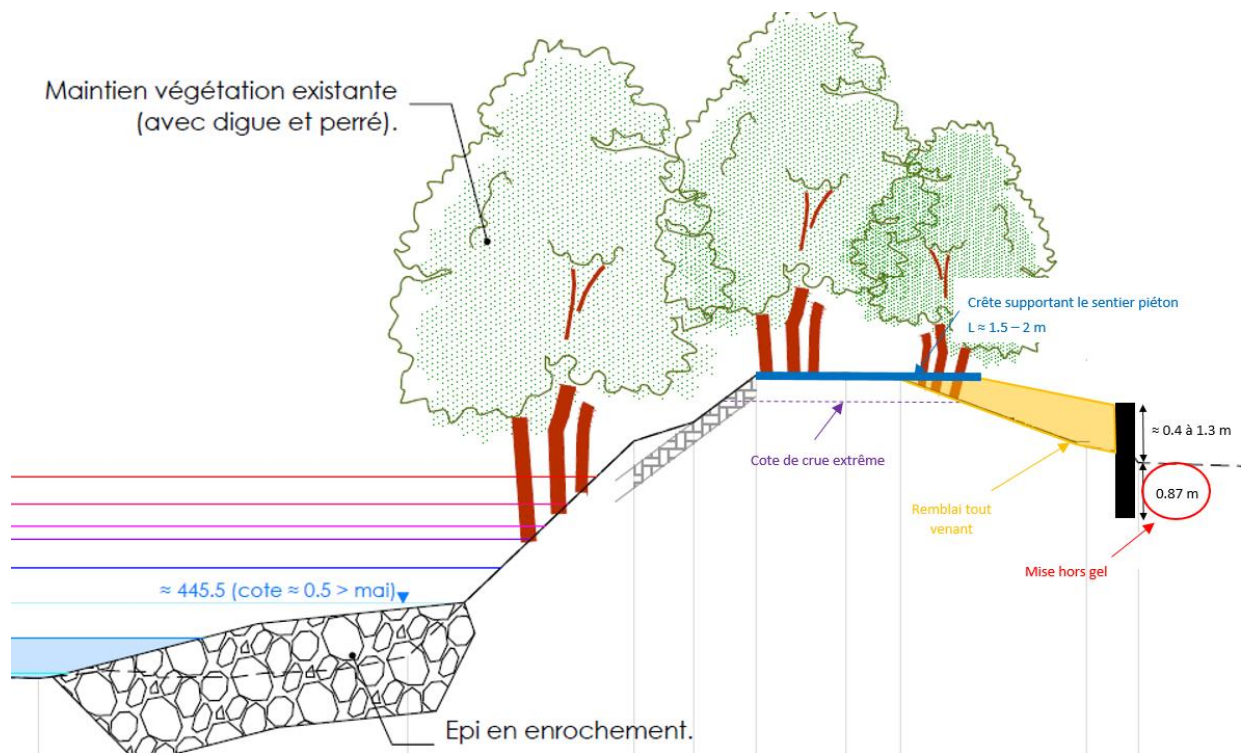 Maintien végétation existante
(avec digue et perré).
Crête supportant le sentier piéton
L ≈ 1.5 – 2 m
≈ 0.4 à 1.3 m
Cote de crue extrême
0.87 m
Remblai tout
venant
Mise hors gel
≈ 445.5 (cote ≈ 0.5 > mai)
Epi en enrochement.